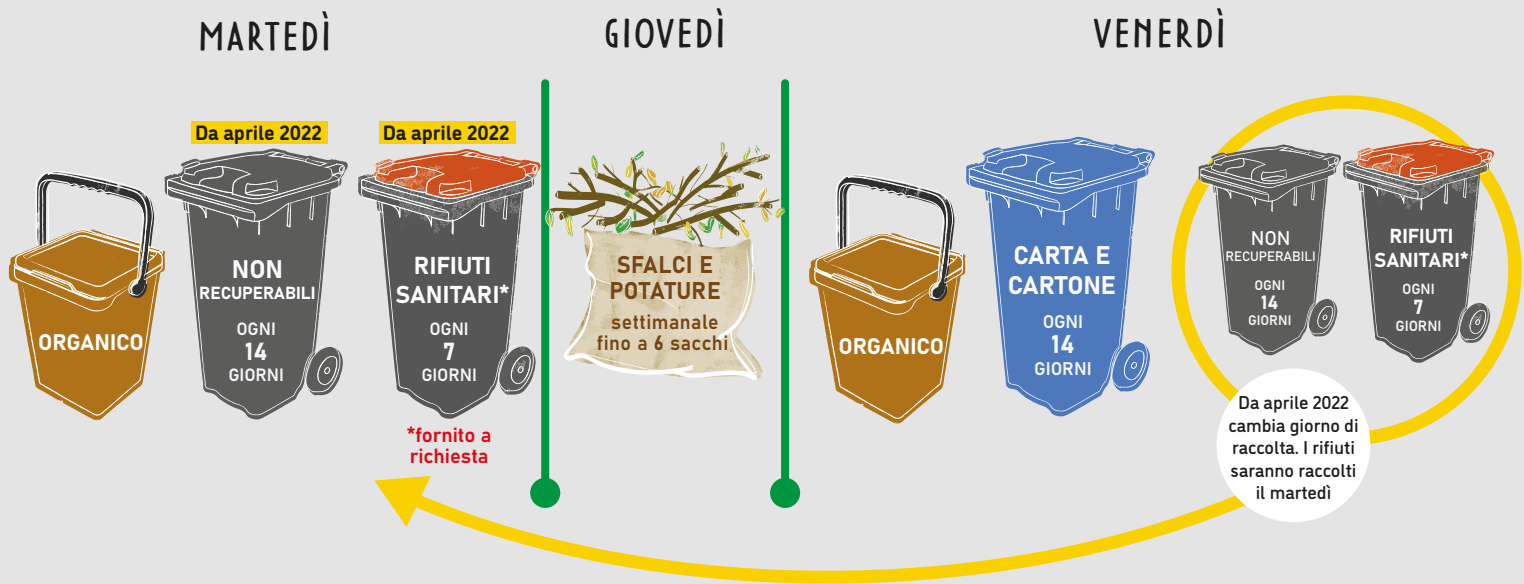 MARTEDÌ
ORGANICO
Da aprile 2022
NON
RECUPERABILI
OGNI
14
GIORNI
Da aprile 2022
RIFIUTI
SANITARI*
OGNI
7
GIORNI
*fornito a
richiesta
GIOVEDÌ
SFALCI E
POTATURE
settimanale
fino a 6 sacchi
VENERDÌ
ORGANICO
CARTA E
CARTONE
OGNI
14
GIORNI
NON
RECUPERABILI
OGNI
14
GIORNI
RIFIUTI
SANITARI*
OGNI
7
GIORNI
Da aprile 2022
cambia giorno di
raccolta. I rifiuti
saranno raccolti
il martedì